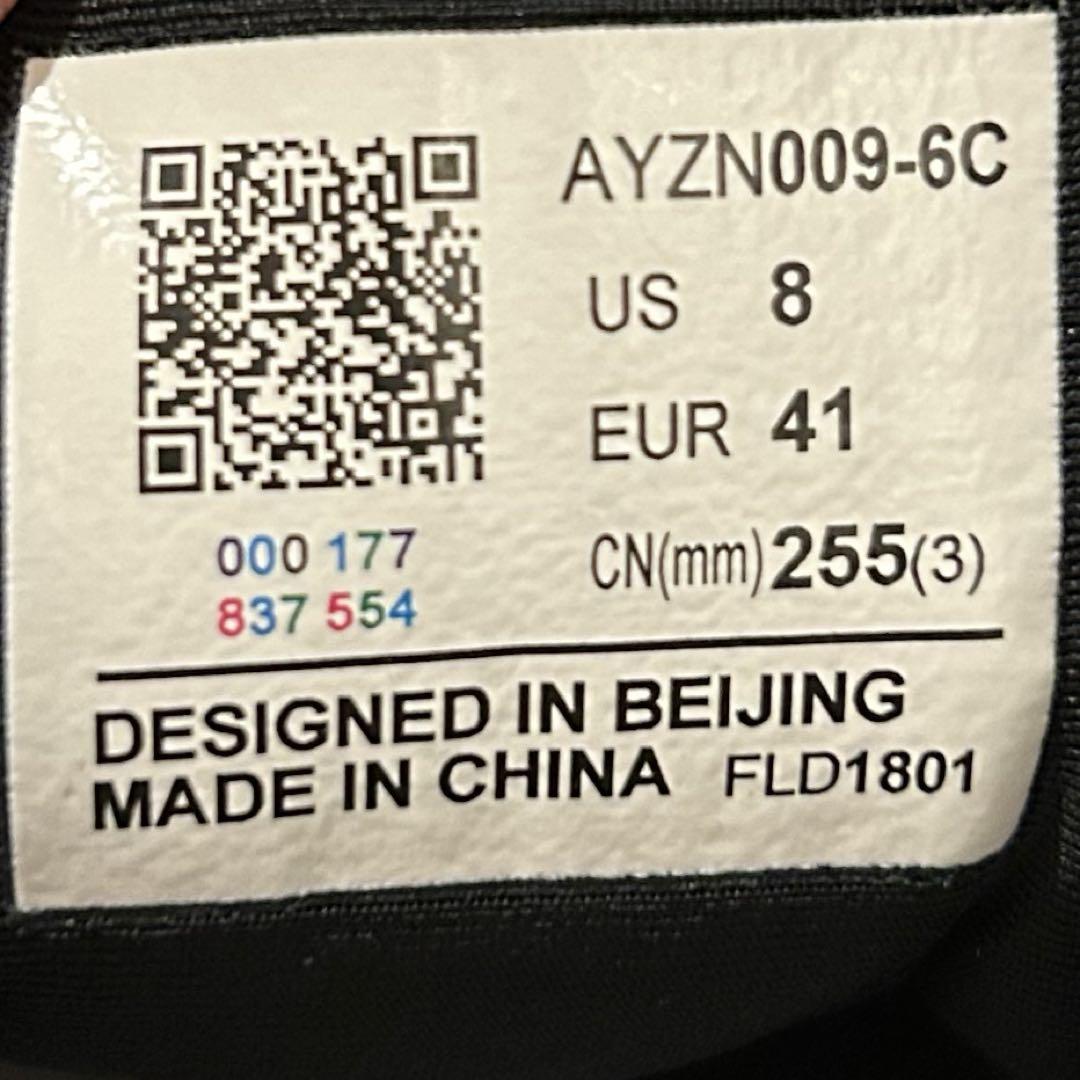 AYZN009-6C
US 8
EUR 41
CN(mm)255(3)
000 177
837 554
DESIGNED IN BEIJING
MADE IN CHINA FLD1801